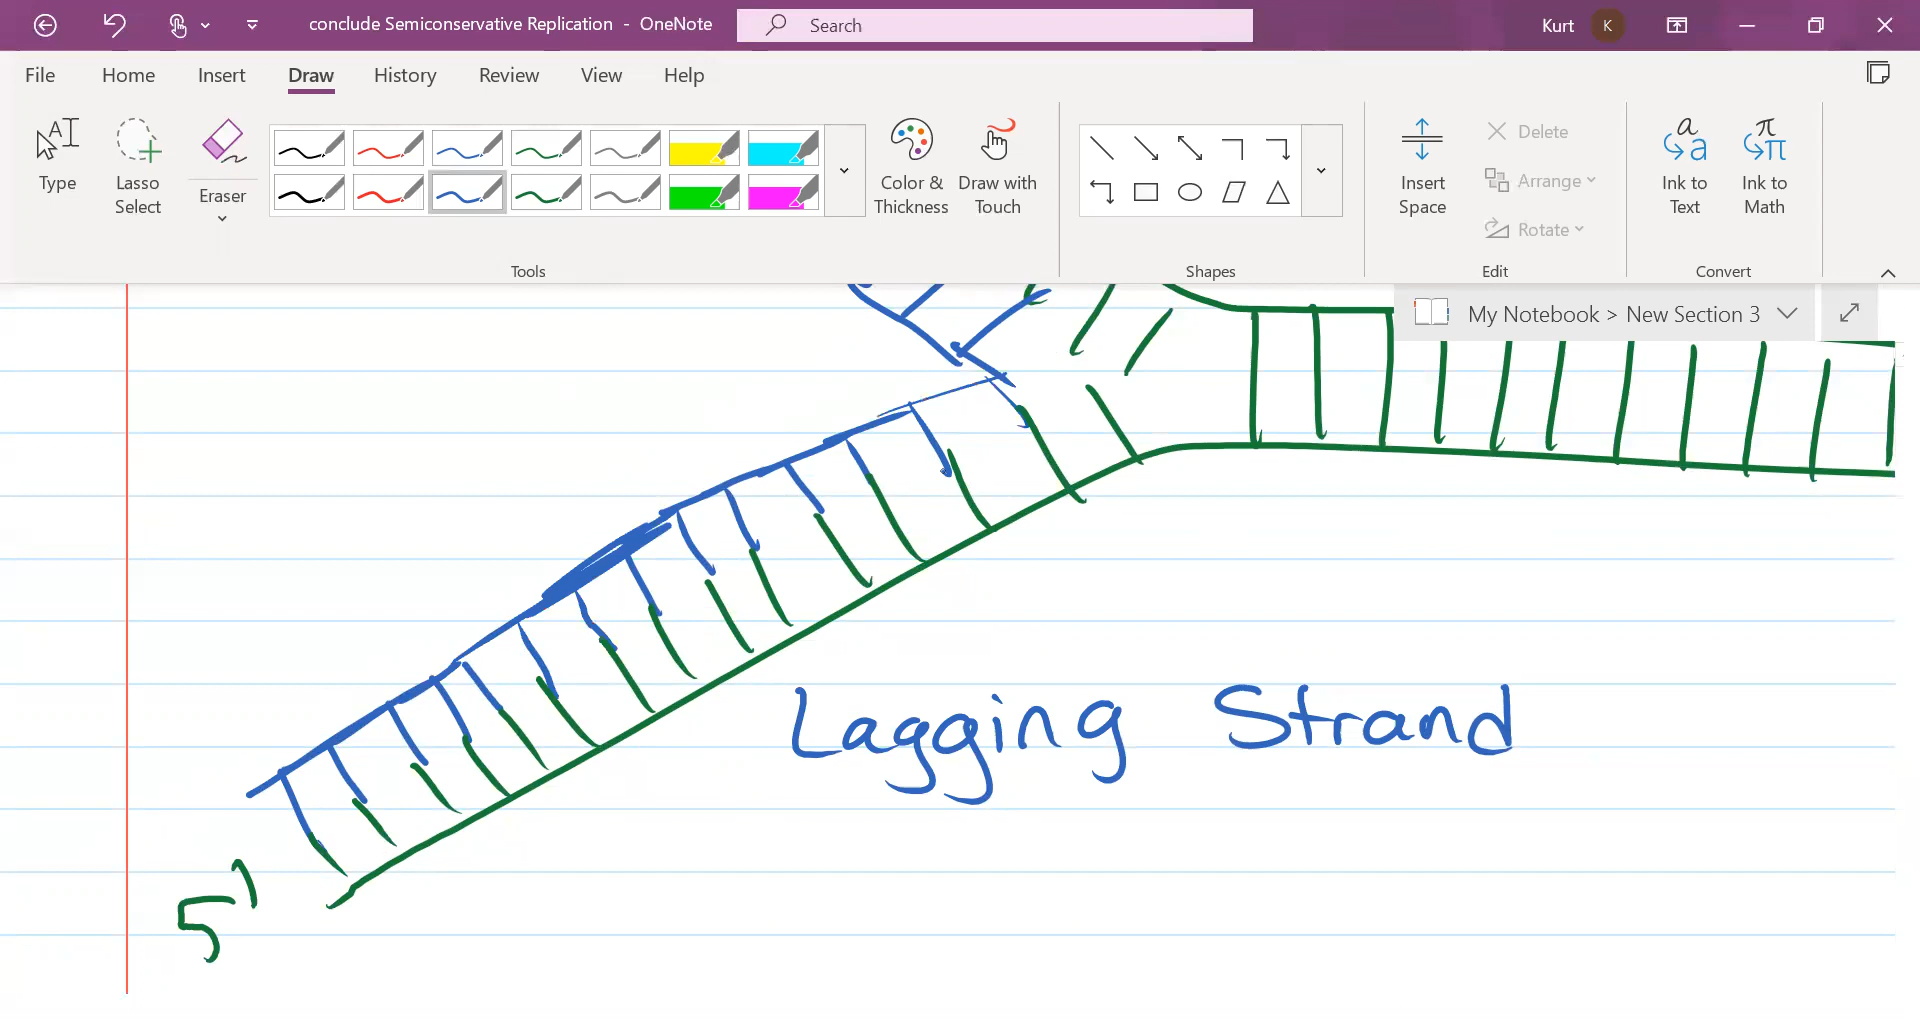 conclude Semiconservative Replication - OneNote
Search
Kurt K
File Home Insert Draw History Review View Help
Type
Lasso Select
Eraser
Color & Thickness
Draw with Touch
Insert Space
Delete
Arrange
Rotate
Ink to Text
Ink to Math
Tools Shapes Edit Convert
My Notebook > New Section 3
Lagging Strand
5'